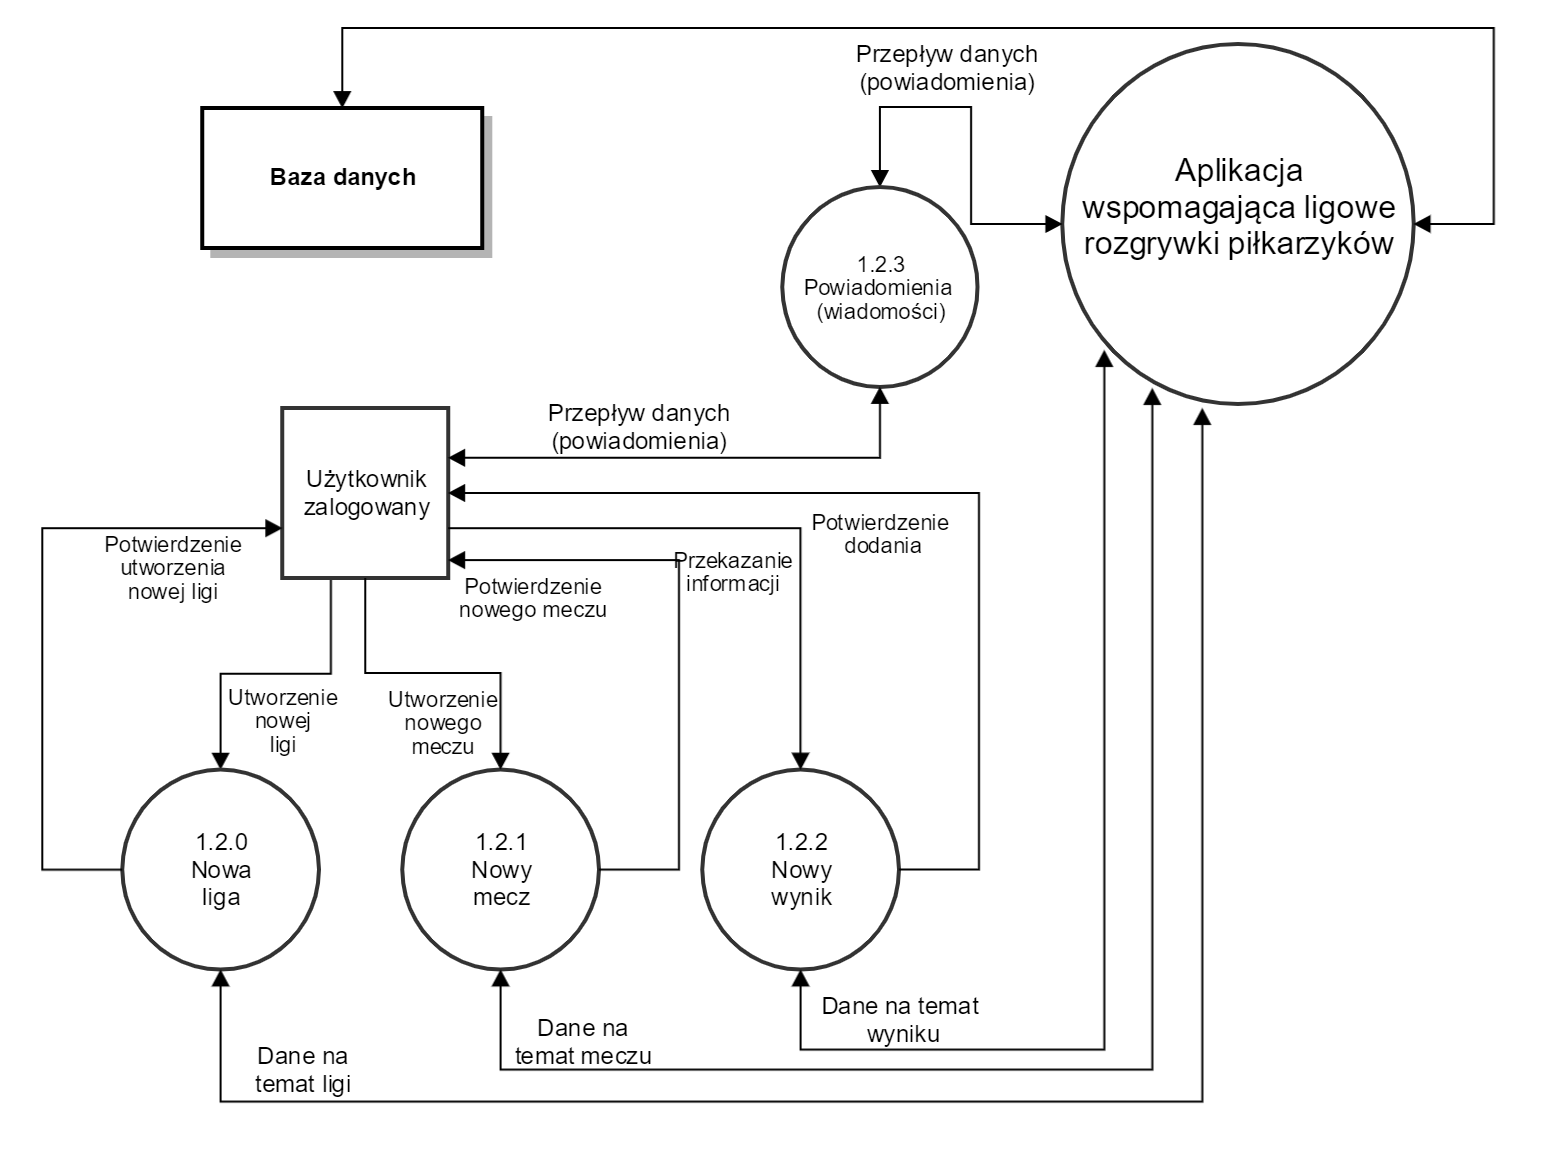 Przepływ danych
(powiadomienia)
Baza danych
Aplikacja
wspomagająca ligowe
rozgrywki piłkarzyków
1.2.3
Powiadomienia
(wiadomości)
Przepływ danych
(powiadomienia)
Użytkownik
zalogowany
Potwierdzenie
utworzenia
nowej ligi
Potwierdzenie
nowego meczu
Przekazanie
informacji
Potwierdzenie
dodania
Utworzenie
nowej
ligi
Utworzenie
nowego
meczu
1.2.0
Nowa
liga
1.2.1
Nowy
mecz
1.2.2
Nowy
wynik
Dane na temat
wyniku
Dane na
temat meczu
Dane na
temat ligi